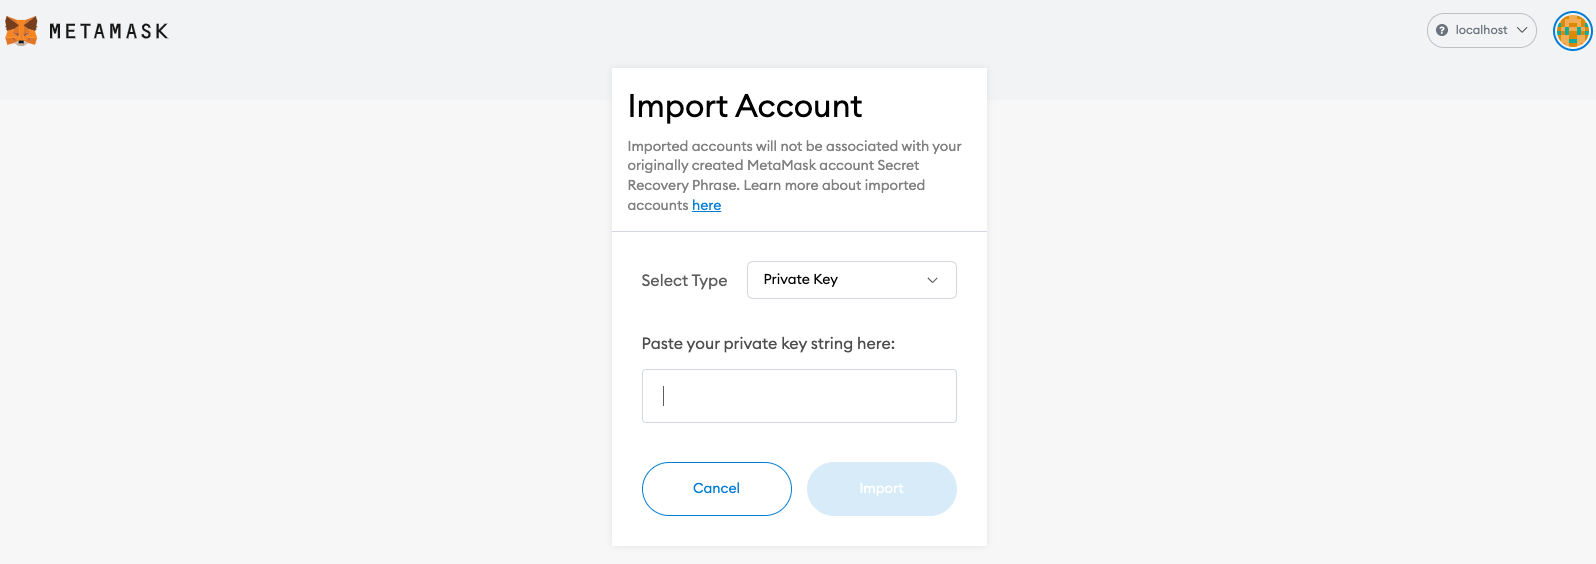 METAMASK
localhost
Import Account
Imported accounts will not be associated with your
originally created MetaMask account Secret
Recovery Phrase. Learn more about imported
accounts here
Select Type
Private Key
Paste your private key string here:
Cancel
Import